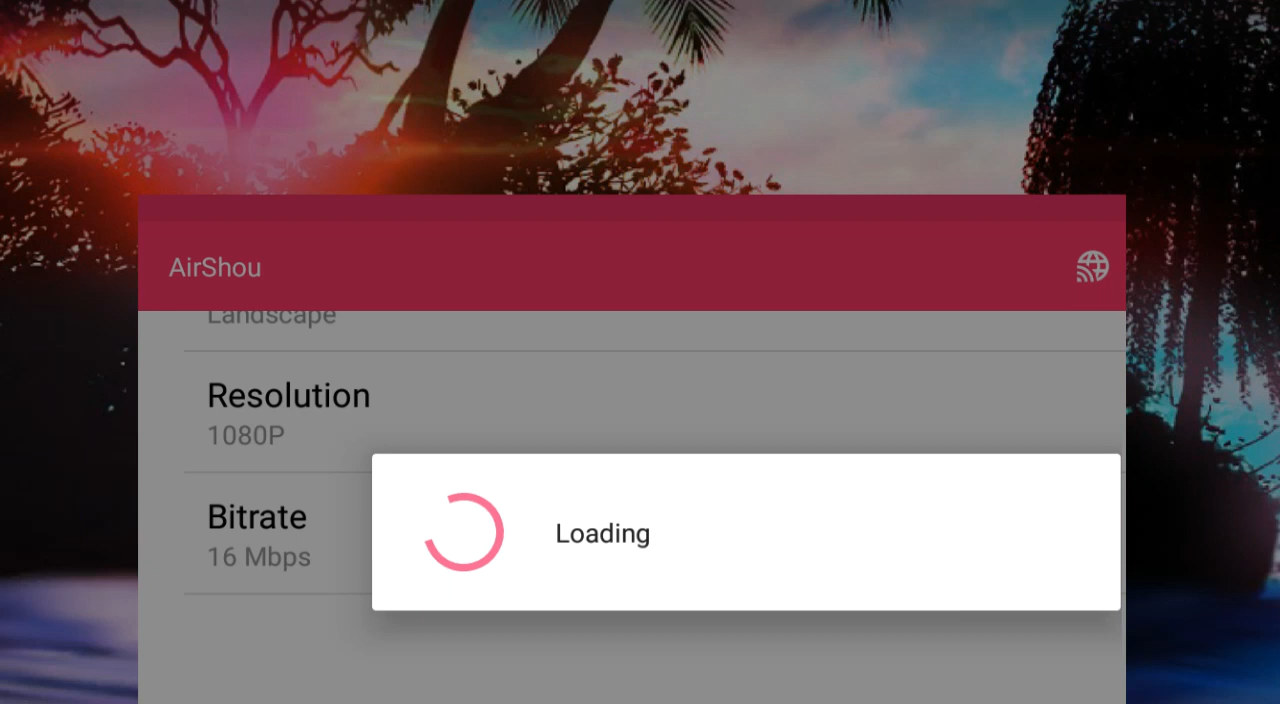 AirShou
Landscape
Resolution
1080P
Bitrate
16 Mbps
Loading